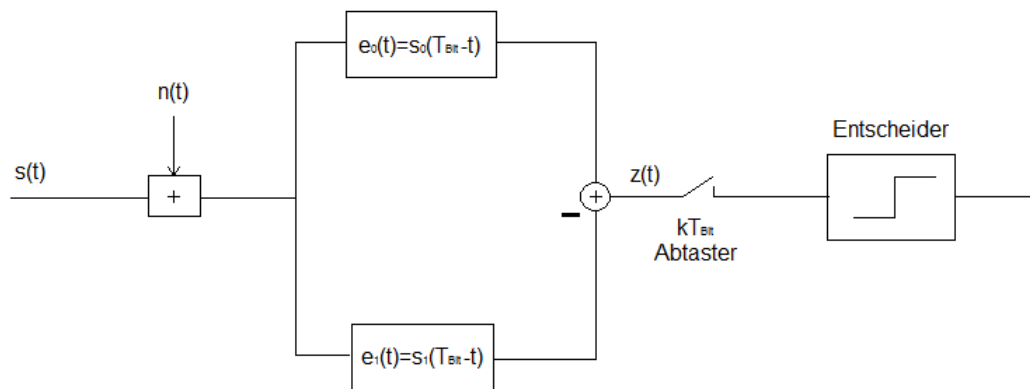 e₀(t)=s₀(T_Bit-t)
n(t)
Entscheider
s(t)
+
+
z(t)
−
kT_Bit
Abtaster
e₁(t)=s₁(T_Bit-t)